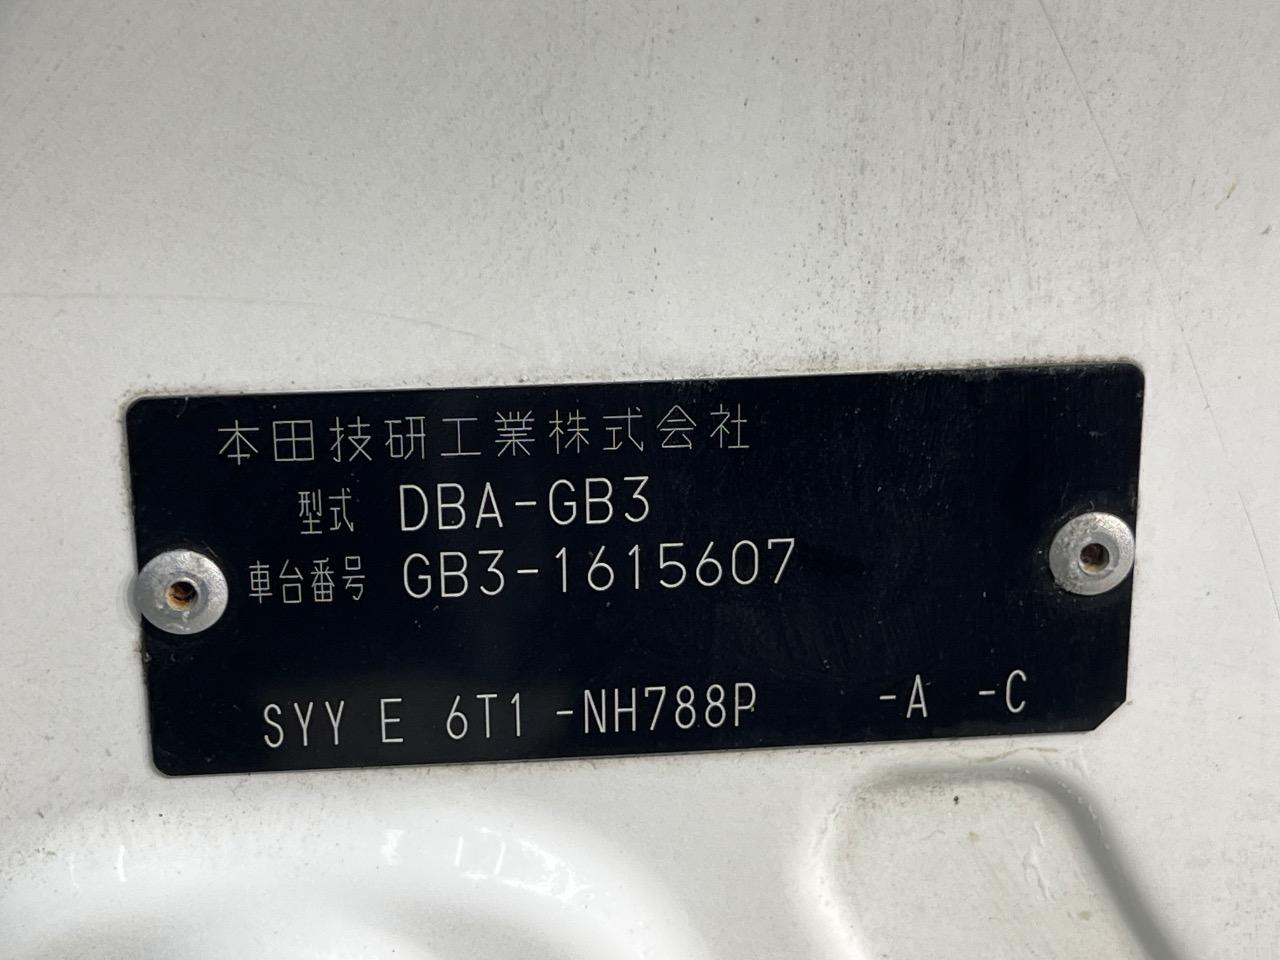 本田技研工業株式会社
型式 DBA-GB3
車台番号 GB3-1615607
SYY E 6T1 -NH788P -A -C